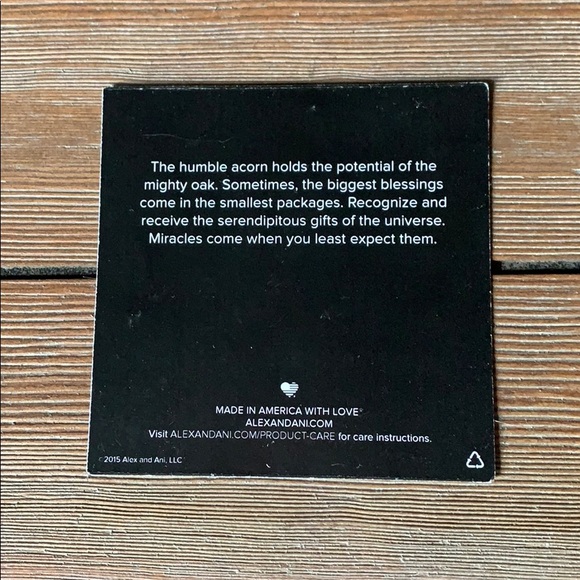 The humble acorn holds the potential of the
mighty oak. Sometimes, the biggest blessings
come in the smallest packages. Recognize and
receive the serendipitous gifts of the universe.
Miracles come when you least expect them.
MADE IN AMERICA WITH LOVE®
ALEXANDANI.COM
Visit ALEXANDANI.COM/PRODUCT-CARE for care instructions.
©2015 Alex and Ani, LLC